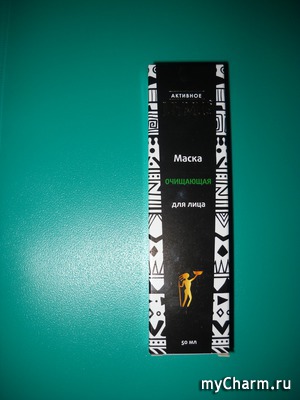 АКТИВНОЕ
Маска
ОЧИЩАЮЩАЯ
для лица
50 мл
myCharm.ru